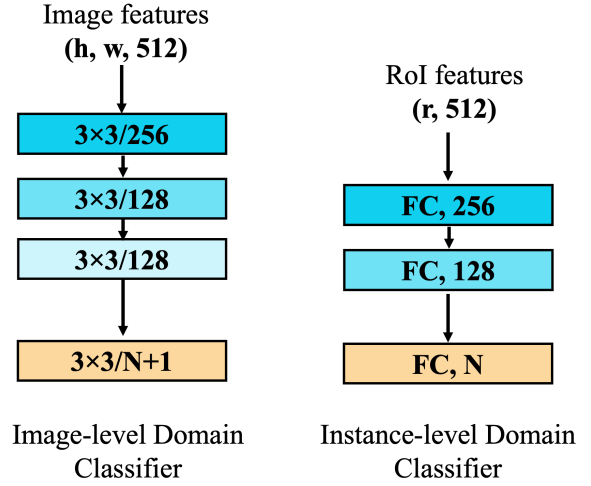 Image features
(h, w, 512)
3×3/256
3×3/128
3×3/128
3×3/N+1
Image-level Domain
Classifier
RoI features
(r, 512)
FC, 256
FC, 128
FC, N
Instance-level Domain
Classifier